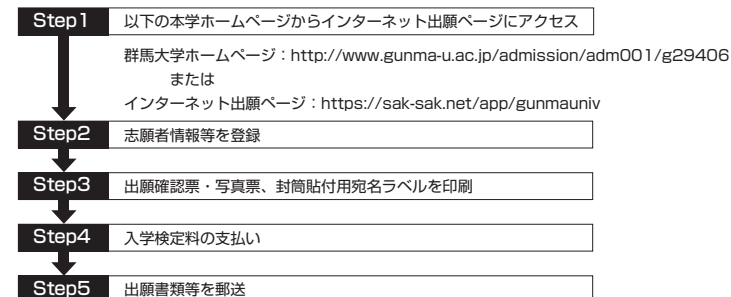 Step1 以下の本学ホームページからインターネット出願ページにアクセス
群馬大学ホームページ：http://www.gunma-u.ac.jp/admission/adm001/g29406
または
インターネット出願ページ：https://sak-sak.net/app/gunmauniv
Step2 志願者情報等を登録
Step3 出願確認票・写真票、封筒貼付用宛名ラベルを印刷
Step4 入学検定料の支払い
Step5 出願書類等を郵送